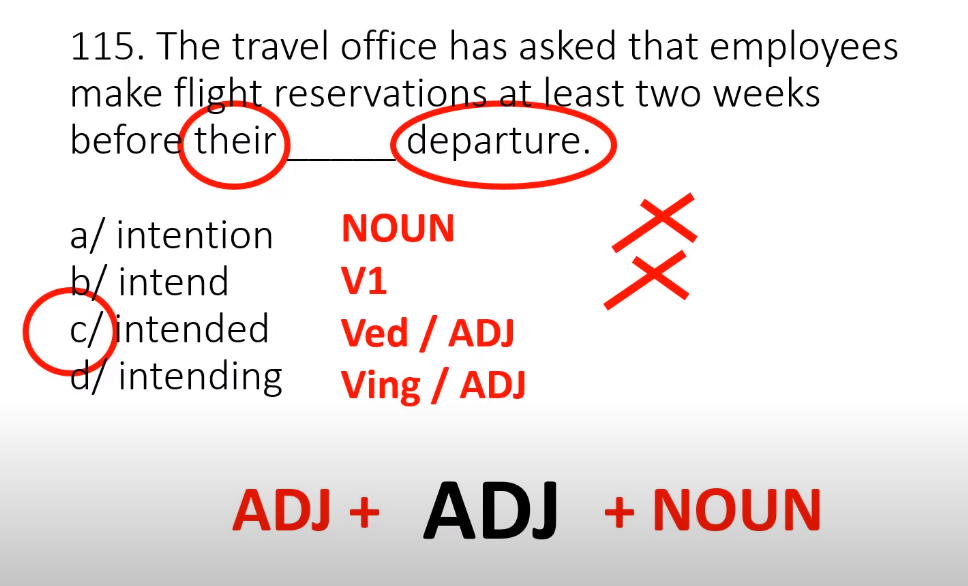 115. The travel office has asked that employees
make flight reservations at least two weeks
before their _____ departure.
a/ intention NOUN
b/ intend V1
c/ intended Ved / ADJ
d/ intending Ving / ADJ
ADJ + ADJ + NOUN